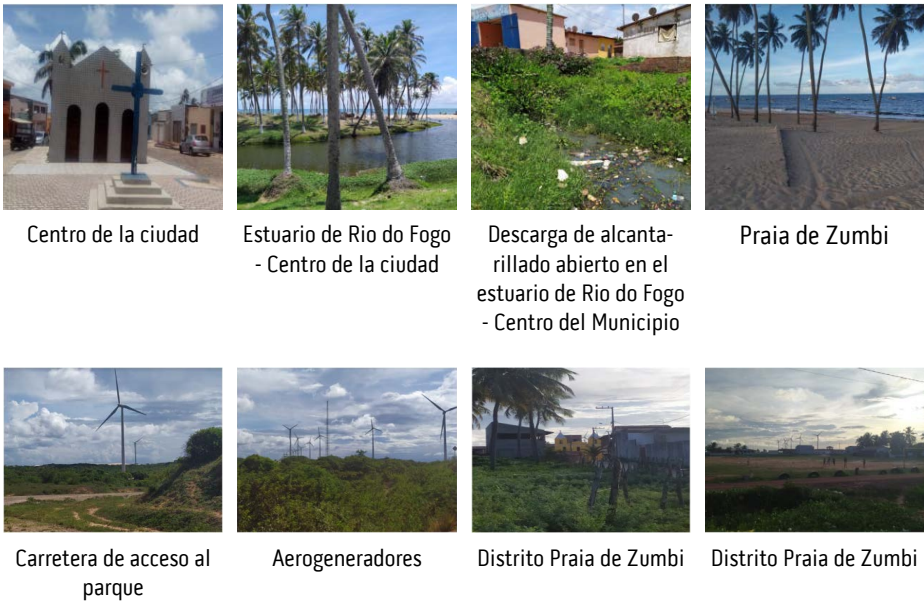 Centro de la ciudad
Estuario de Rio do Fogo
- Centro de la ciudad
Descarga de alcanta-
rillado abierto en el
estuario de Rio do Fogo
- Centro del Municipio
Praia de Zumbi
Carretera de acceso al
parque
Aerogeneradores
Distrito Praia de Zumbi
Distrito Praia de Zumbi